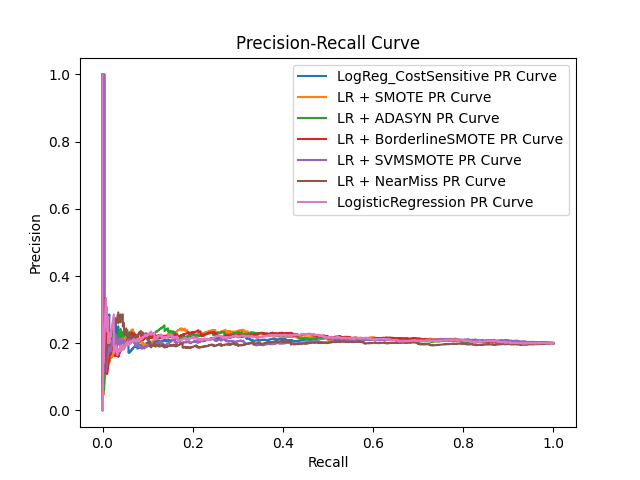 Precision-Recall Curve
1.0
0.8
0.6
0.4
0.2
0.0
Precision
LogReg_CostSensitive PR Curve
LR + SMOTE PR Curve
LR + ADASYN PR Curve
LR + BorderlineSMOTE PR Curve
LR + SVMSMOTE PR Curve
LR + NearMiss PR Curve
LogisticRegression PR Curve
0.0 0.2 0.4 0.6 0.8 1.0
Recall